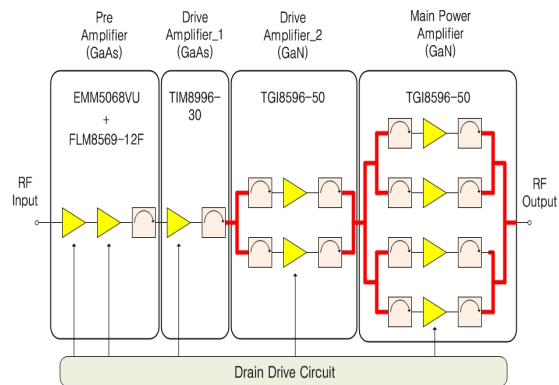 Pre
Amplifier
(GaAs)
Drive
Amplifier_1
(GaAs)
Drive
Amplifier_2
(GaN)
Main Power
Amplifier
(GaN)
EMM5068VU
+
FLM8569-12F
TIM8996-
30
TGI8596-50
TGI8596-50
RF
Input
RF
Output
Drain Drive Circuit